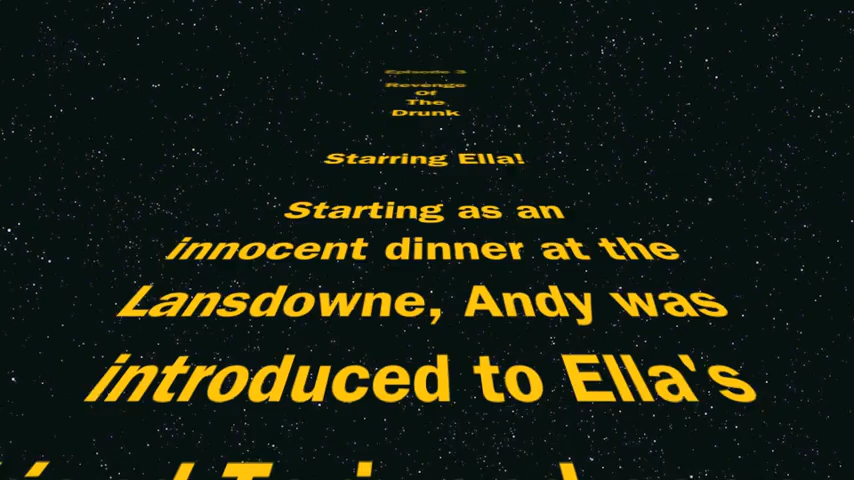 Episode 3
Revenge
Of
The
Drunk
Starring Ella!
Starting as an
innocent dinner at the
Lansdowne, Andy was
introduced to Ella's